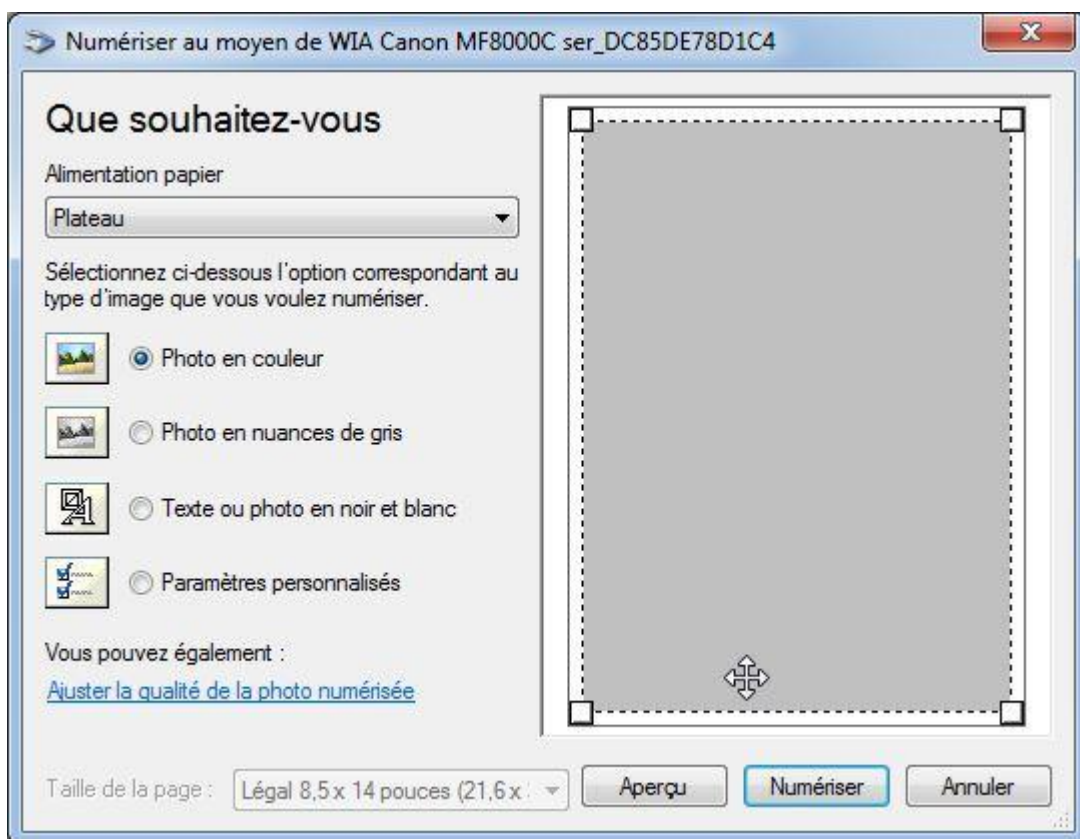 Numériser au moyen de WIA Canon MF8000C ser_DC85DE78D1C4
Que souhaitez-vous
Alimentation papier
Plateau
Sélectionnez ci-dessous l'option correspondant au
type d'image que vous voulez numériser.
Photo en couleur
Photo en nuances de gris
Texte ou photo en noir et blanc
Paramètres personnalisés
Vous pouvez également :
Ajuster la qualité de la photo numérisée
Taille de la page : Légal 8,5 x 14 pouces (21,6 x
Aperçu Numériser Annuler